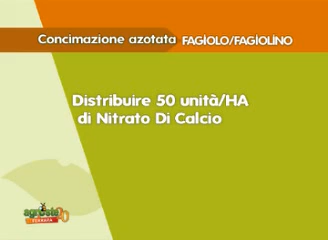 Concimazione azotata FAGIOLO/FAGIOLINO
Distribuire 50 unità/HA
di Nitrato Di Calcio